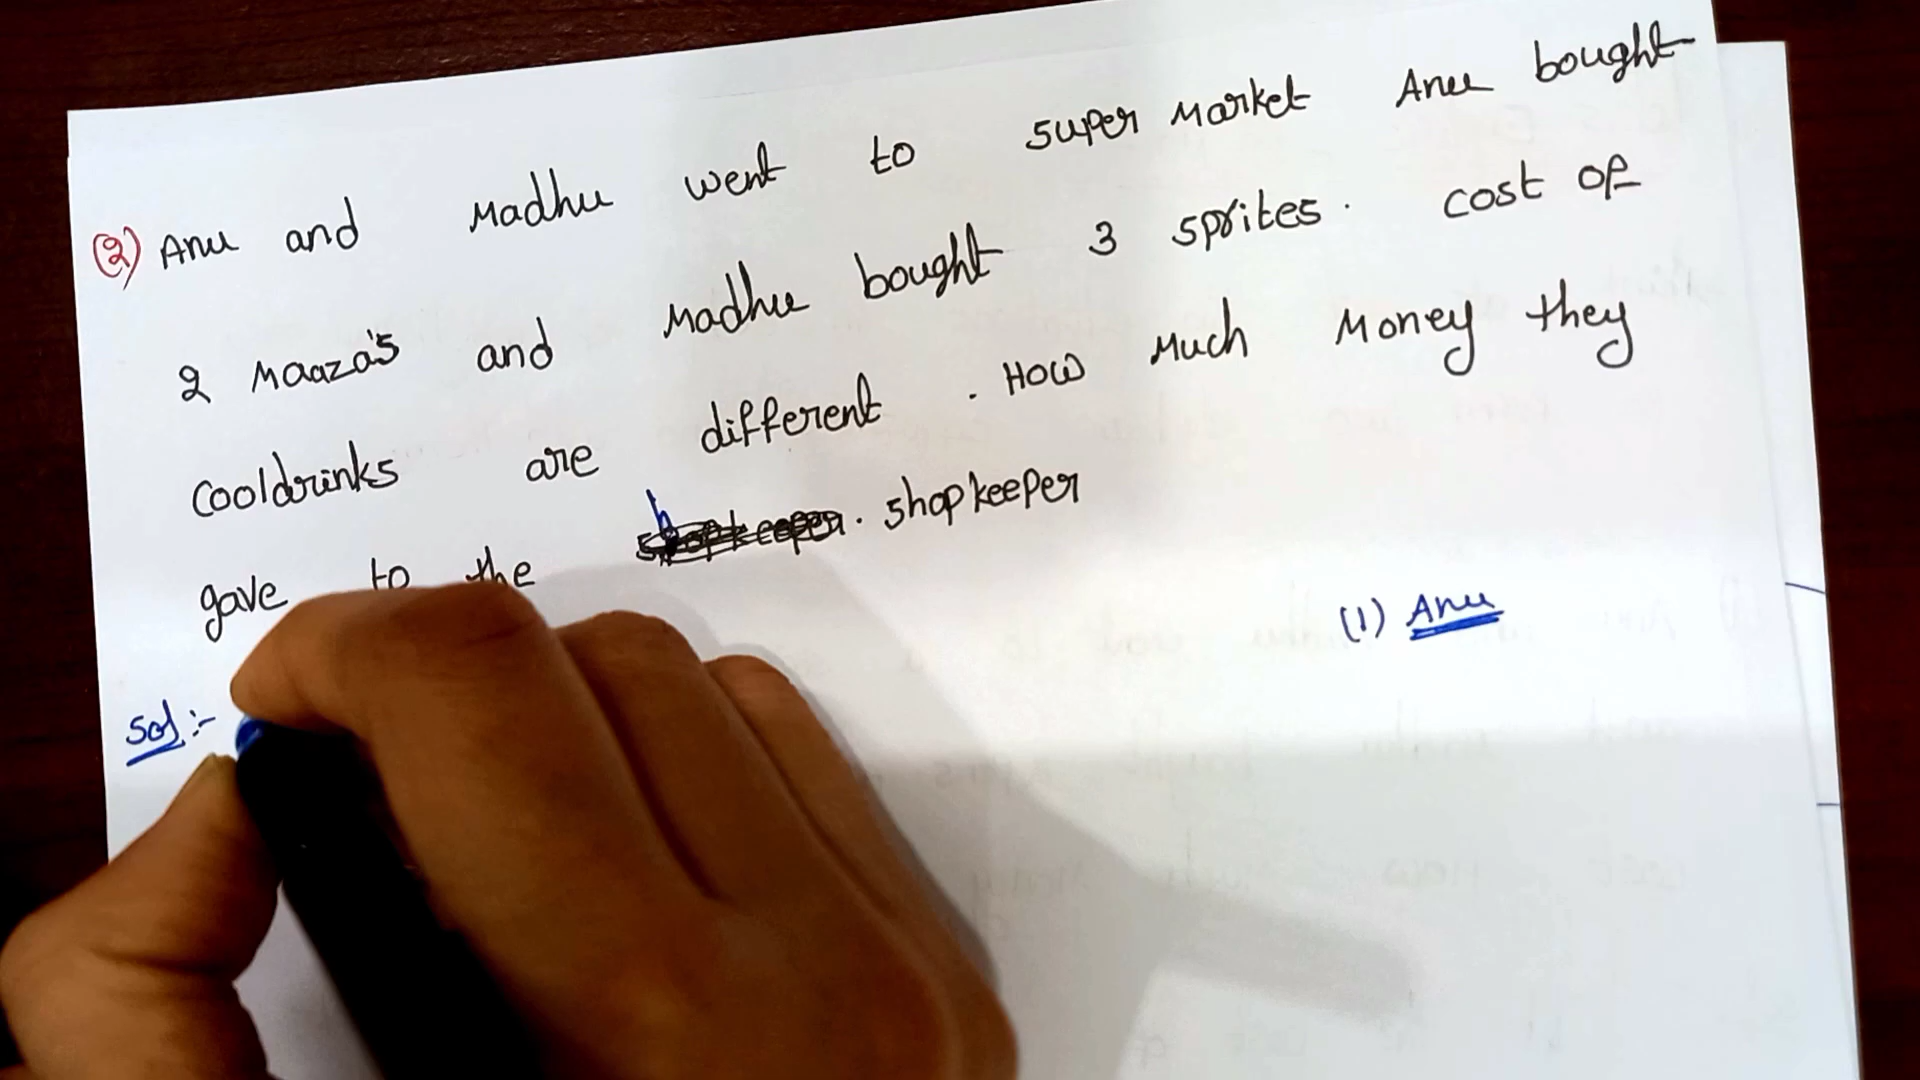 (2) Anu and Madhu went to super Market Anu bought
2 Maaza's and Madhu bought 3 sprites. cost of
cooldrinks are different. How Much Money they
gave to the shopkeeper. shopkeeper
(1) Anu
Sol:-